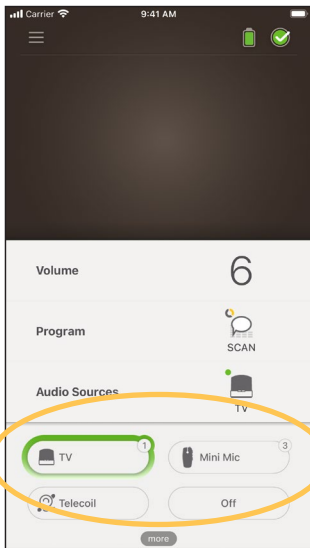 Carrier 9:41 AM
Volume 6
Program
SCAN
Audio Sources
TV
TV 1
Mini Mic 3
Telecoil
Off
more